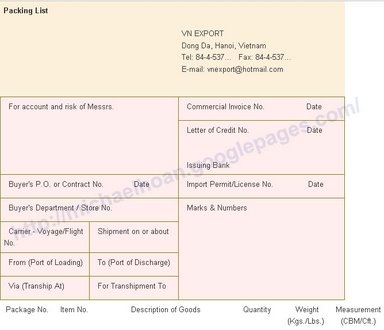 Packing List
VN EXPORT
Dong Da, Hanoi, Vietnam
Tel: 84-4-537... Fax: 84-4-537...
E-mail: vnexport@hotmail.com
For account and risk of Messrs.
Commercial Invoice No. Date
Letter of Credit No. Date
Issuing Bank
Buyer's P.O. or Contract No. Date
Import Permit/License No. Date
Buyer's Department / Store No.
Marks & Numbers
Carrier - Voyage/Flight No.
Shipment on or about
From (Port of Loading)
To (Port of Discharge)
Via (Tranship At)
For Transhipment To
Package No. Item No. Description of Goods Quantity Weight (Kgs./Lbs.) Measurement (CBM/Cft.)
http://michaelhoan.googlepages.com/